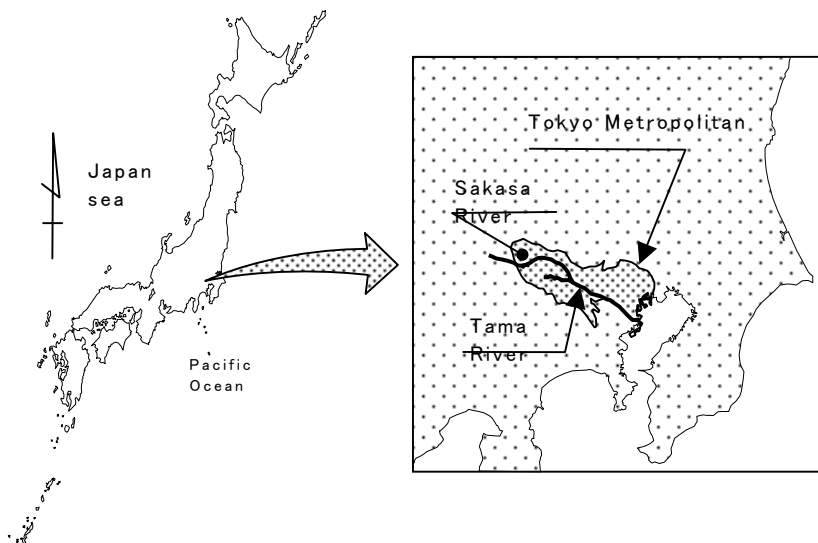 Japan
sea
Pacific
Ocean
Tokyo Metropolitan
Sakasa
River
Tama
River